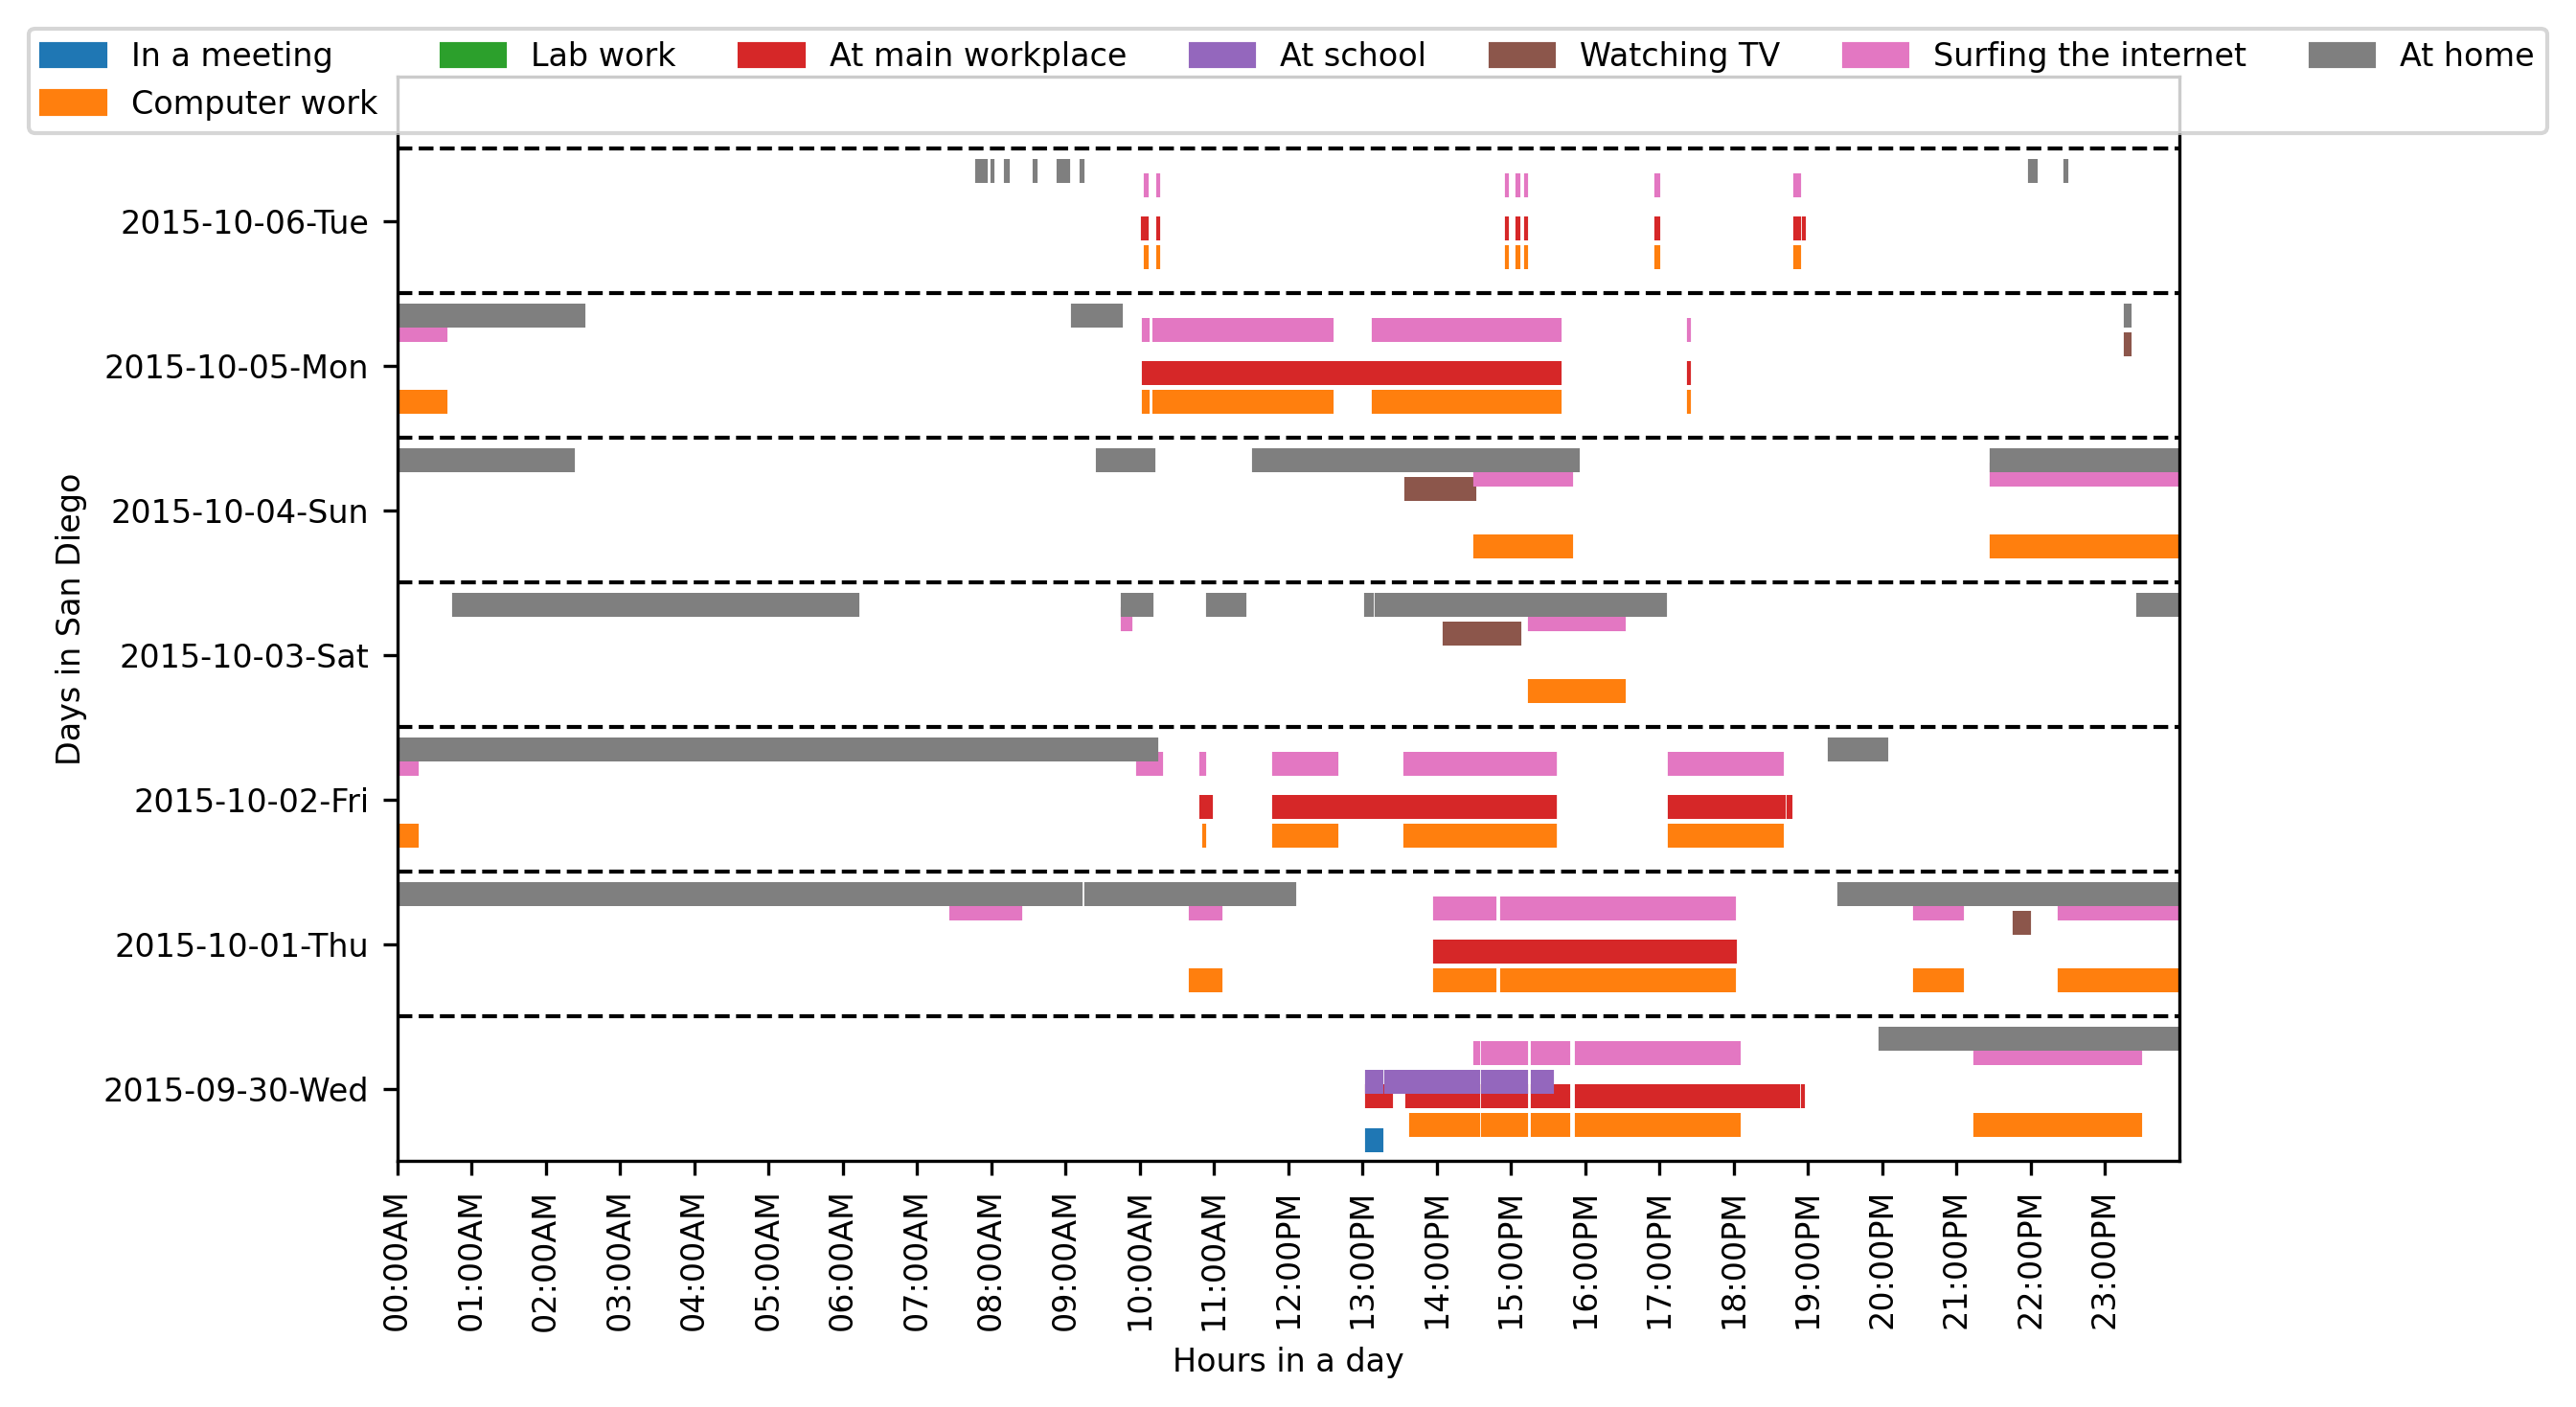 In a meeting Lab work At main workplace At school Watching TV Surfing the internet At home
Computer work
2015-10-06-Tue
2015-10-05-Mon
2015-10-04-Sun
2015-10-03-Sat
2015-10-02-Fri
2015-10-01-Thu
2015-09-30-Wed
Days in San Diego
00:00AM
01:00AM
02:00AM
03:00AM
04:00AM
05:00AM
06:00AM
07:00AM
08:00AM
09:00AM
10:00AM
11:00AM
12:00PM
13:00PM
14:00PM
15:00PM
16:00PM
17:00PM
18:00PM
19:00PM
20:00PM
21:00PM
22:00PM
23:00PM
Hours in a day